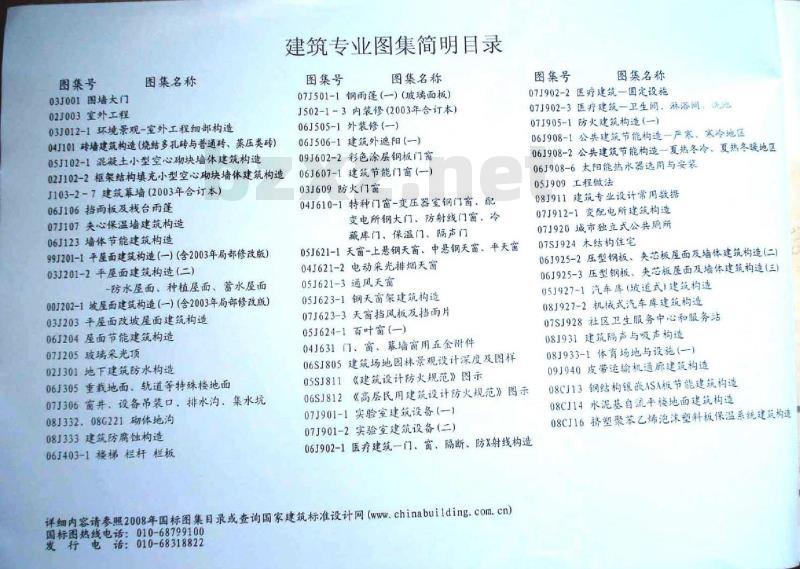 建筑专业图集简明目录
图集号 图集名称
03J001 围墙大门
02J003 室外工程
03J012-1 环境景观-室外工程细部构造
04J101 砖墙建筑构造(烧结多孔砖与普通砖、蒸压类砖)
05J102-1 混凝土小型空心砌块墙体建筑构造
02J102-2 框架结构填充小型空心砌块墙体建筑构造
J103-2~7 建筑幕墙(2003年合订本)
06J106 挡雨板及栈台雨蓬
07J107 夹心保温墙建筑构造
06J123 墙体节能建筑构造
99J201-1 平屋面建筑构造(一)(含2003年局部修改版)
03J201-2 平屋面建筑构造(二)
-防水屋面、种植屋面、蓄水屋面
00J202-1 坡屋面建筑构造(一)(含2003年局部修改版)
03J203 平屋面改坡屋面建筑构造
06J204 屋面节能建筑构造
07J205 玻璃采光顶
02J301 地下建筑防水构造
06J305 重载地面、轨道等特殊楼地面
07J306 窗井、设备吊装口、排水沟、集水坑
08J332、08G221 砌体地沟
08J333 建筑防腐蚀构造
06J403-1 楼梯 栏杆 栏板
图集号 图集名称
07J501-1 钢雨蓬(一)(玻璃面板)
J502-1~3 内装修(2003年合订本)
06J505-1 外装修(一)
06J506-1 建筑外遮阳(一)
09J602-2 彩色涂层钢板门窗
06J607-1 建筑节能门窗(一)
03J609 防火门窗
04J610-1 特种门窗-变压器室钢门窗、配
变电所钢大门、防射线门窗、冷
藏库门、保温门、隔声门
05J621-1 天窗-上悬钢天窗、中悬钢天窗、平天窗
04J621-2 电动采光排烟天窗
05J621-3 通风天窗
05J623-1 钢天窗架建筑构造
07J623-3 天窗挡风板及挡雨片
05J624-1 百叶窗(一)
04J631 门、窗、幕墙窗用五金附件
06SJ805 建筑场地园林景观设计深度及图样
05SJ811 《建筑设计防火规范》图示
06SJ812 《高层民用建筑设计防火规范》图示
07J901-1 实验室建筑设备(一)
07J901-2 实验室建筑设备(二)
06J902-1 医疗建筑—门、窗、隔断、防X射线构造
图集号 图集名称
07J902-2 医疗建筑—固定设施
07J902-3 医疗建筑—卫生间、淋浴间、洗池
07J905-1 防火建筑构造(一)
06J908-1 公共建筑节能构造—严寒、寒冷地区
06J908-2 公共建筑节能构造—夏热冬冷、夏热冬暖地区
06J908-6 太阳能热水器选用与安装
05J909 工程做法
08J911 建筑专业设计常用数据
07J912-1 变配电所建筑构造
07J920 城市独立式公共厕所
07SJ924 木结构住宅
06J925-2 压型钢板、夹芯板屋面及墙体建筑构造(二)
06J925-3 压型钢板、夹芯板屋面及墙体建筑构造(三)
05J927-1 汽车库(坡道式)建筑构造
08J927-2 机械式汽车库建筑构造
07SJ928 社区卫生服务中心和服务站
08J931 建筑隔声与吸声构造
08J933-1 体育场地与设施(一)
09J940 皮带运输机通廊建筑构造
08CJ13 钢结构镶嵌ASA板节能建筑构造
08CJ14 水泥基自流平楼地面建筑构造
08CJ16 挤塑聚苯乙烯泡沫塑料板保温系统建筑构造
详细内容请参照2008年国标图集目录或查询国家建筑标准设计网(www.chinabuilding.com.cn)
国标图热线电话：010-68799100
发 行 电 话：010-68318822